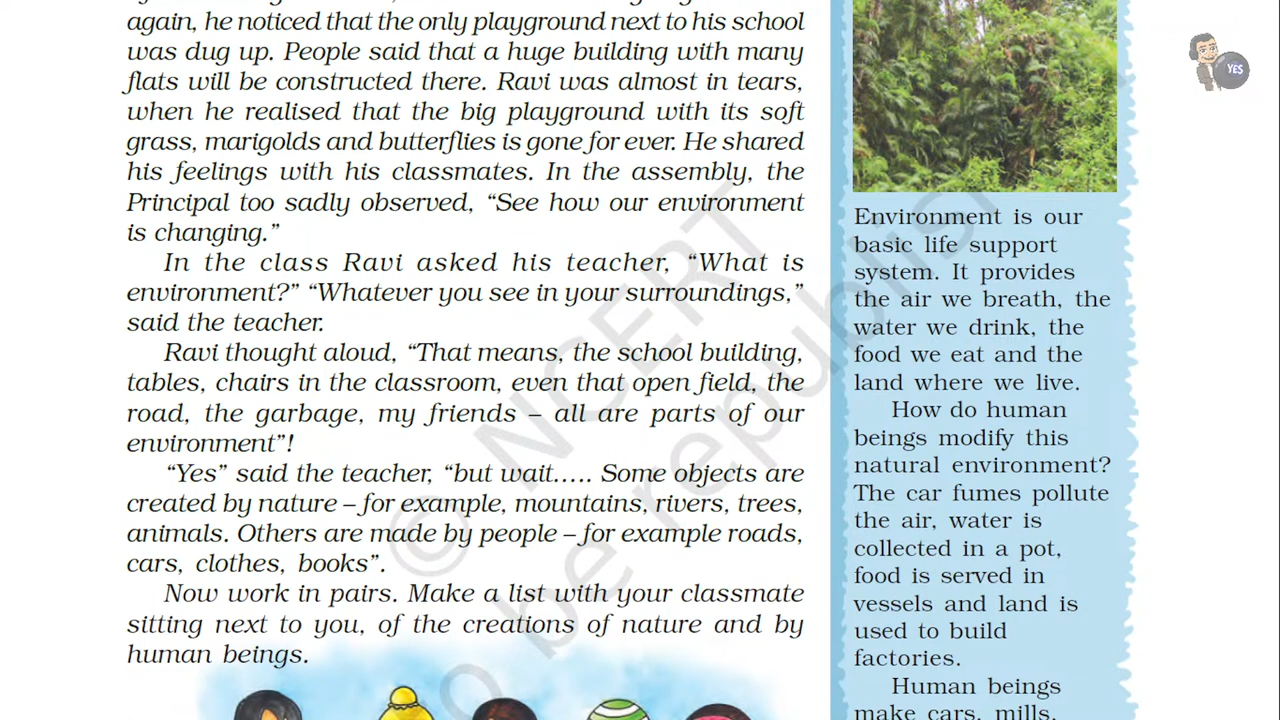 again, he noticed that the only playground next to his school
was dug up. People said that a huge building with many
flats will be constructed there. Ravi was almost in tears,
when he realised that the big playground with its soft
grass, marigolds and butterflies is gone for ever. He shared
his feelings with his classmates. In the assembly, the
Principal too sadly observed, “See how our environment
is changing.”
In the class Ravi asked his teacher, “What is
environment?” “Whatever you see in your surroundings,”
said the teacher.
Ravi thought aloud, “That means, the school building,
tables, chairs in the classroom, even that open field, the
road, the garbage, my friends – all are parts of our
environment”!
“Yes” said the teacher, “but wait..... Some objects are
created by nature – for example, mountains, rivers, trees,
animals. Others are made by people – for example roads,
cars, clothes, books”.
Now work in pairs. Make a list with your classmate
sitting next to you, of the creations of nature and by
human beings.
Environment is our
basic life support
system. It provides
the air we breath, the
water we drink, the
food we eat and the
land where we live.
How do human
beings modify this
natural environment?
The car fumes pollute
the air, water is
collected in a pot,
food is served in
vessels and land is
used to build
factories.
Human beings
make cars, mills,
YES
© NCERT
be republis